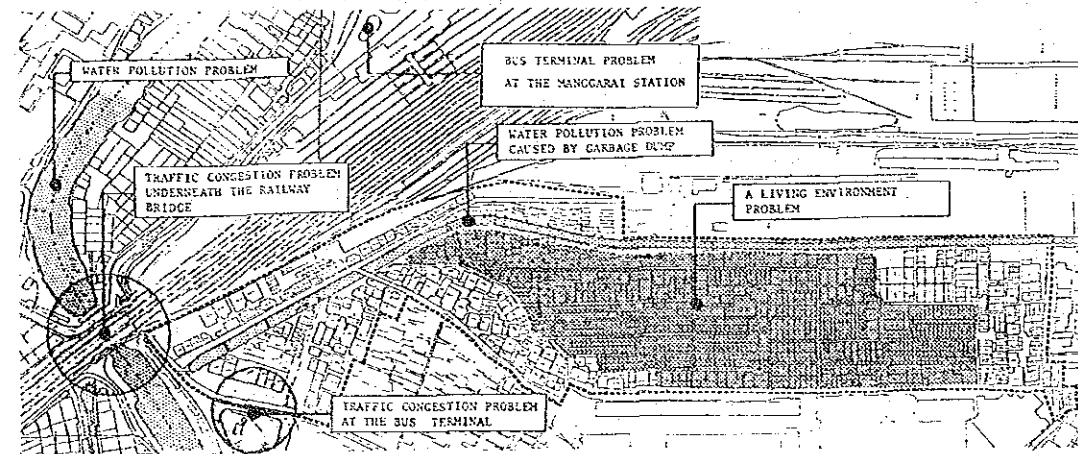 WATER POLLUTION PROBLEM
BUS TERMINAL PROBLEM
AT THE MANGGARAI STATION
WATER POLLUTION PROBLEM
CAUSED BY GARBAGE DUMP
TRAFFIC CONGESTION PROBLEM
UNDERNEATH THE RAILWAY
BRIDGE
A LIVING ENVIRONMENT
PROBLEM
TRAFFIC CONGESTION PROBLEM
AT THE BUS TERMINAL